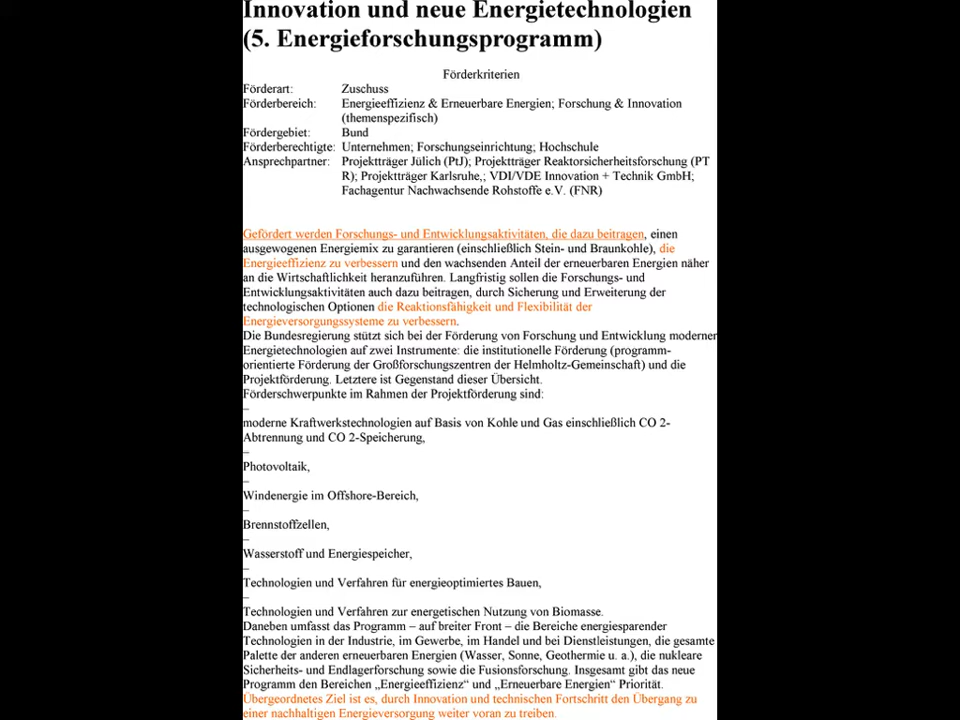 Innovation und neue Energietechnologien
(5. Energieforschungsprogramm)
Förderkriterien
Förderart: Zuschuss
Förderbereich: Energieeffizienz & Erneuerbare Energien; Forschung & Innovation
(themenspezifisch)
Fördergebiet: Bund
Förderberechtigte: Unternehmen; Forschungseinrichtung; Hochschule
Ansprechpartner: Projektträger Jülich (PtJ); Projektträger Reaktorsicherheitsforschung (PT
R); Projektträger Karlsruhe,; VDI/VDE Innovation + Technik GmbH;
Fachagentur Nachwachsende Rohstoffe e.V. (FNR)
Gefördert werden Forschungs- und Entwicklungsaktivitäten, die dazu beitragen, einen
ausgewogenen Energiemix zu garantieren (einschließlich Stein- und Braunkohle), die
Energieeffizienz zu verbessern und den wachsenden Anteil der erneuerbaren Energien näher
an die Wirtschaftlichkeit heranzuführen. Langfristig sollen die Forschungs- und
Entwicklungsaktivitäten auch dazu beitragen, durch Sicherung und Erweiterung der
technologischen Optionen die Reaktionsfähigkeit und Flexibilität der
Energieversorgungssysteme zu verbessern.
Die Bundesregierung stützt sich bei der Förderung von Forschung und Entwicklung moderner
Energietechnologien auf zwei Instrumente: die institutionelle Förderung (programm-
orientierte Förderung der Großforschungszentren der Helmholtz-Gemeinschaft) und die
Projektförderung. Letztere ist Gegenstand dieser Übersicht.
Förderschwerpunkte im Rahmen der Projektförderung sind:
–
moderne Kraftwerkstechnologien auf Basis von Kohle und Gas einschließlich CO 2-
Abtrennung und CO 2-Speicherung,
–
Photovoltaik,
–
Windenergie im Offshore-Bereich,
–
Brennstoffzellen,
–
Wasserstoff und Energiespeicher,
–
Technologien und Verfahren für energieoptimiertes Bauen,
–
Technologien und Verfahren zur energetischen Nutzung von Biomasse.
Daneben umfasst das Programm – auf breiter Front – die Bereiche energiesparender
Technologien in der Industrie, im Gewerbe, im Handel und bei Dienstleistungen, die gesamte
Palette der anderen erneuerbaren Energien (Wasser, Sonne, Geothermie u. a.), die nukleare
Sicherheits- und Endlagerforschung sowie die Fusionsforschung. Insgesamt gibt das neue
Programm den Bereichen „Energieeffizienz“ und „Erneuerbare Energien“ Priorität.
Übergeordnetes Ziel ist es, durch Innovation und technischen Fortschritt den Übergang zu
einer nachhaltigen Energieversorgung weiter voran zu treiben.